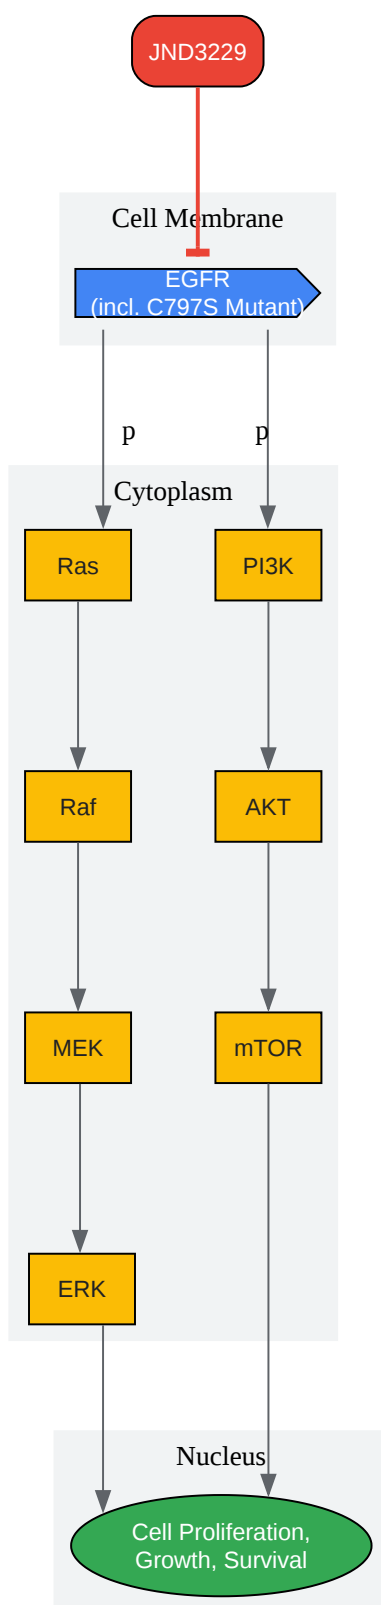 JND3229
Cell Membrane
EGFR
(incl. C797S Mutant)
p
p
Cytoplasm
Ras
PI3K
Raf
AKT
MEK
mTOR
ERK
Nucleus
Cell Proliferation,
Growth, Survival